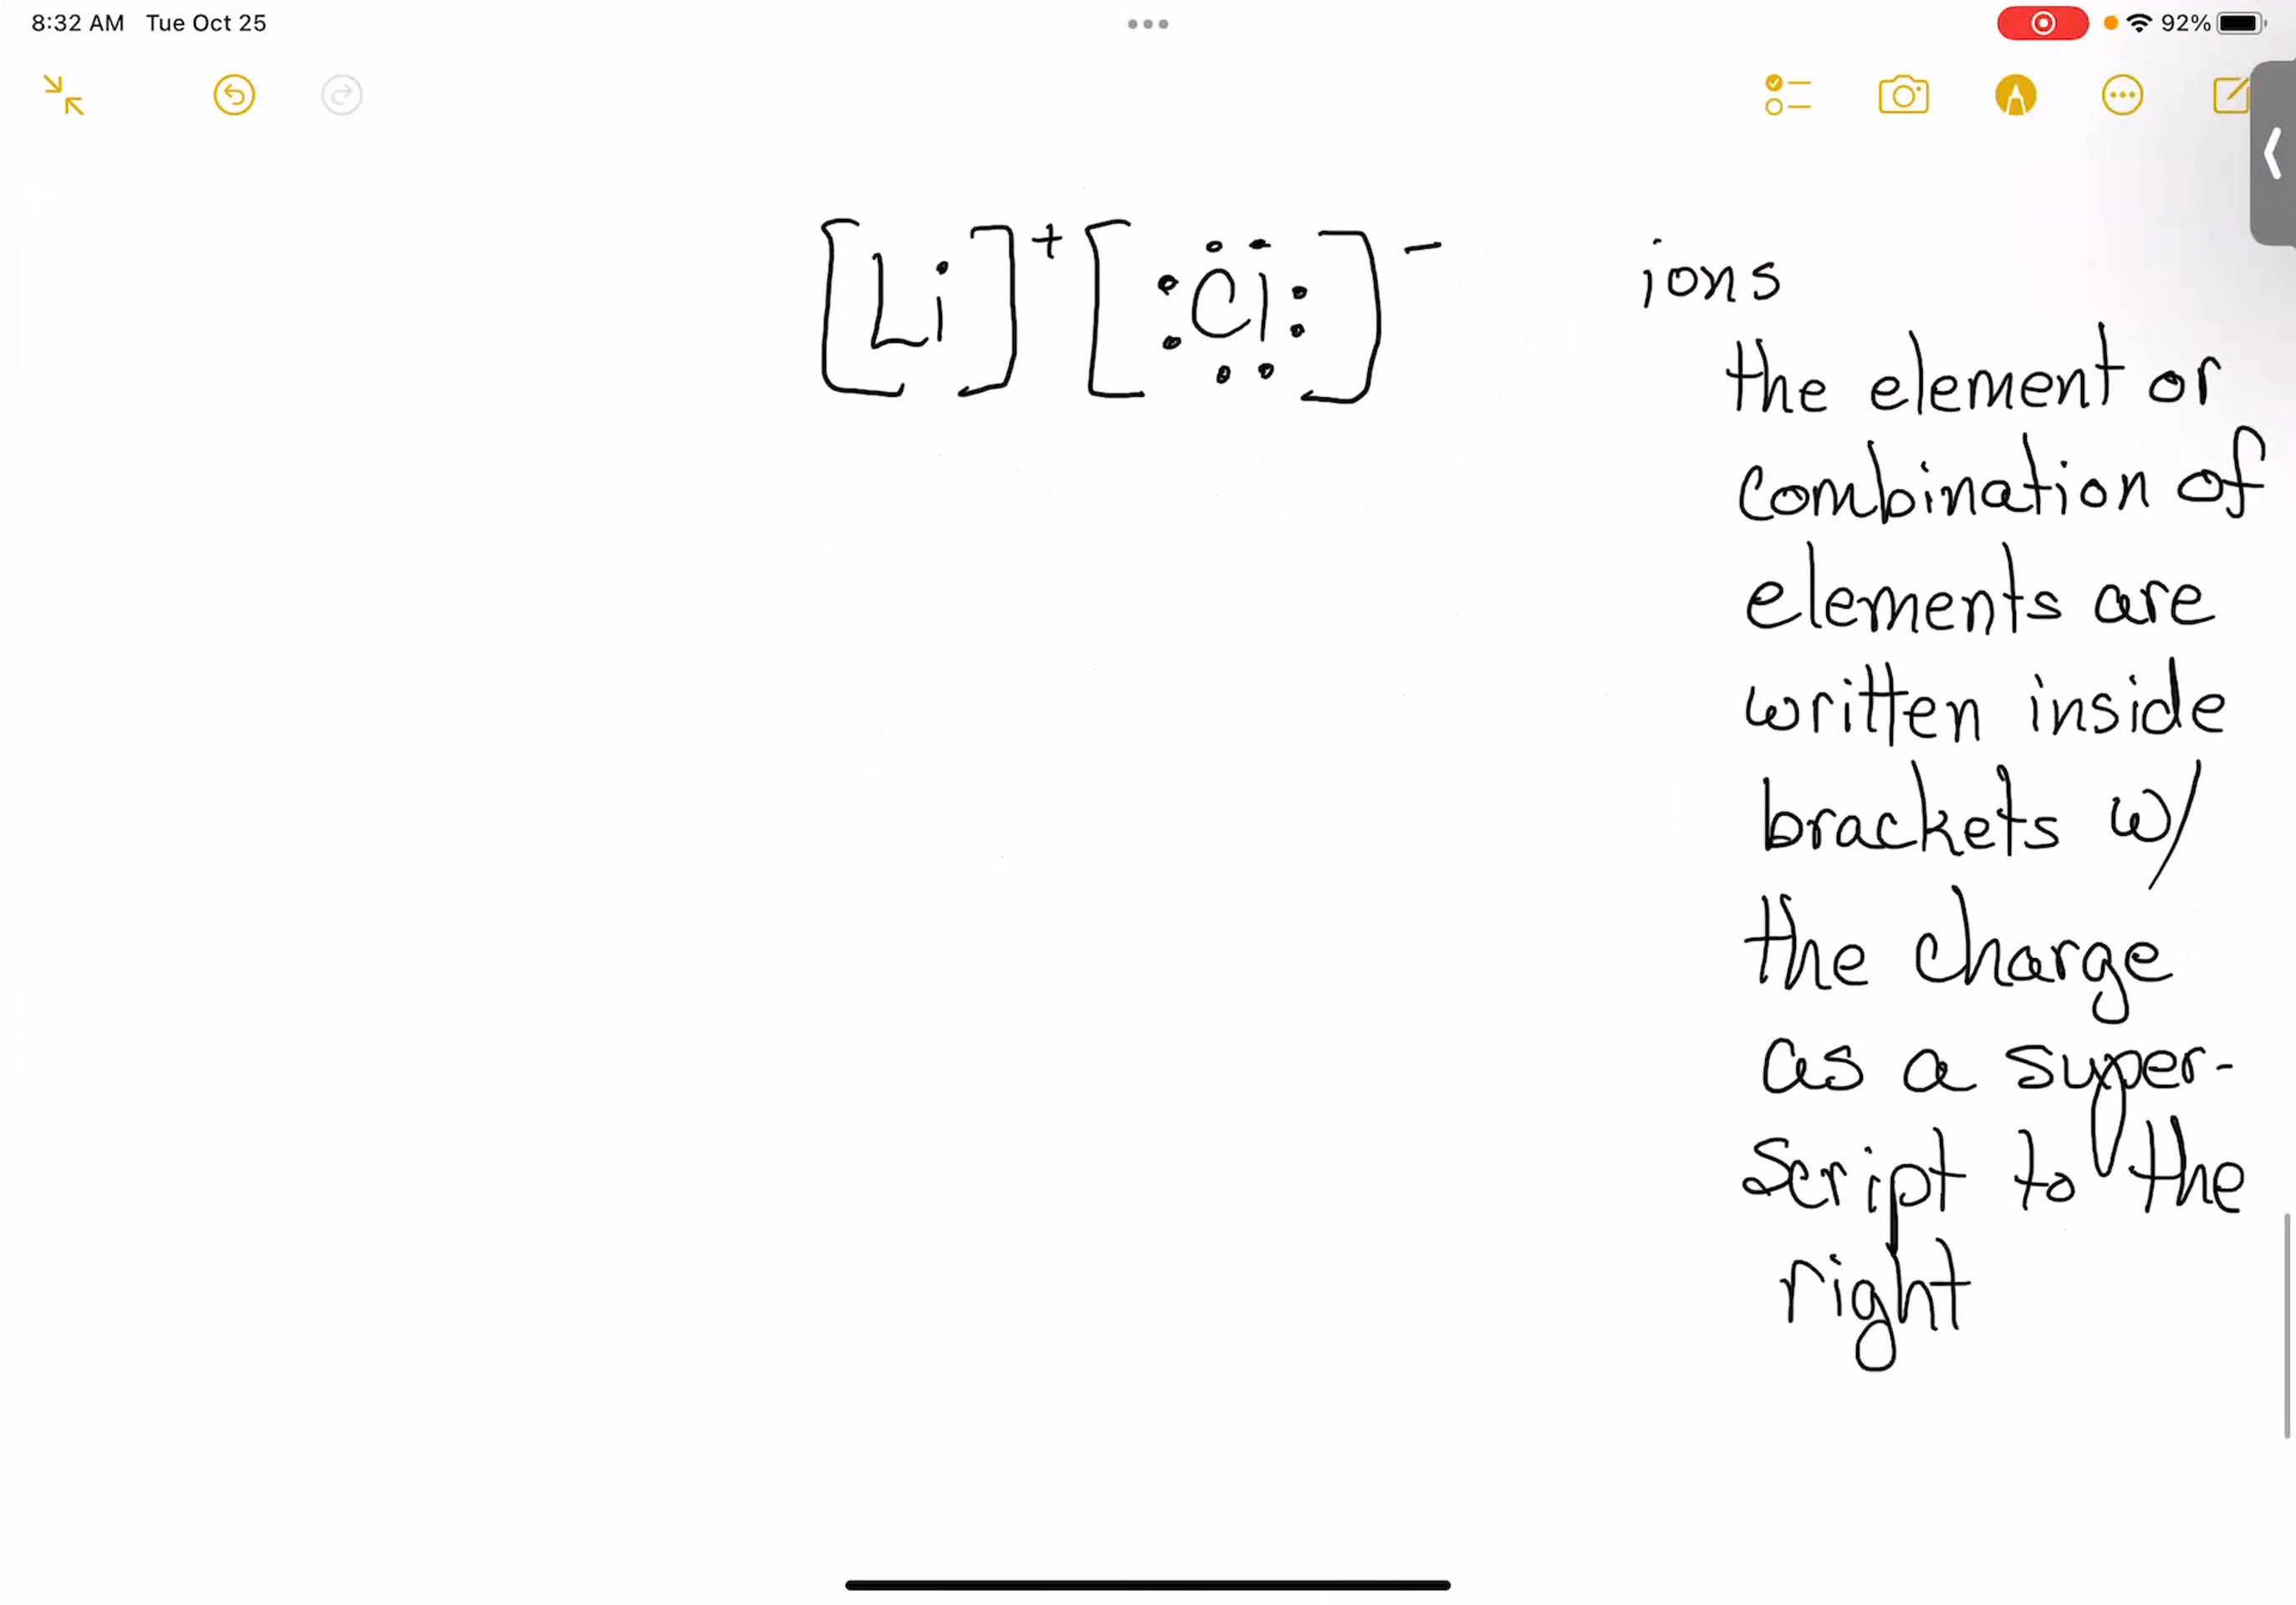 8:32 AM Tue Oct 25
92%
[Li]⁺[:C̈l:]⁻
ions
the element or
combination of
elements are
written inside
brackets w/
the charge
as a super-
script to the
right